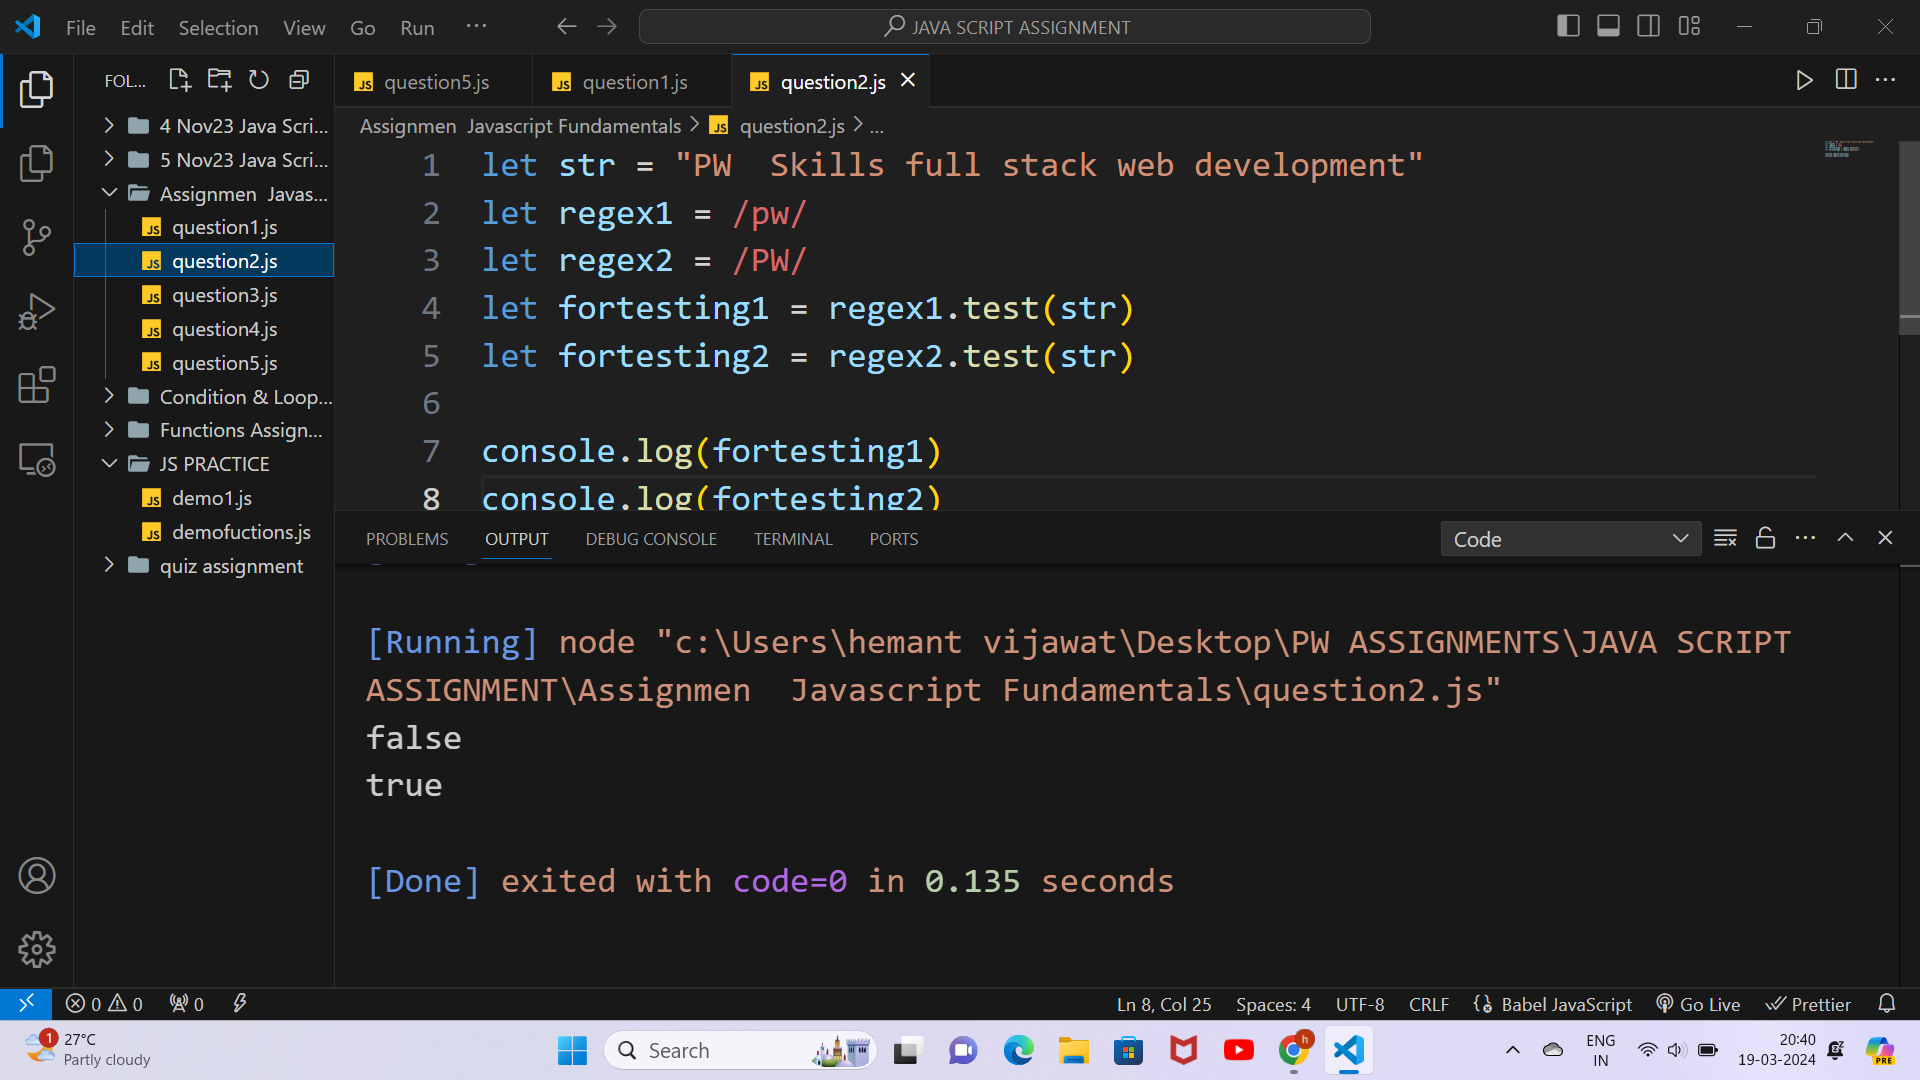 File Edit Selection View Go Run ···
JAVA SCRIPT ASSIGNMENT
FOL...
4 Nov23 Java Scri...
5 Nov23 Java Scri...
Assignmen  Javas...
question1.js
question2.js
question3.js
question4.js
question5.js
Condition & Loop...
Functions Assign...
JS PRACTICE
demo1.js
demofuctions.js
quiz assignment
JS question5.js JS question1.js JS question2.js
Assignmen  Javascript Fundamentals > JS question2.js > ...
1 let str = "PW  Skills full stack web development"
2 let regex1 = /pw/
3 let regex2 = /PW/
4 let fortesting1 = regex1.test(str)
5 let fortesting2 = regex2.test(str)
6
7 console.log(fortesting1)
8 console.log(fortesting2)
PROBLEMS OUTPUT DEBUG CONSOLE TERMINAL PORTS Code
[Running] node "c:\Users\hemant vijawat\Desktop\PW ASSIGNMENTS\JAVA SCRIPT
ASSIGNMENT\Assignmen  Javascript Fundamentals\question2.js"
false
true
[Done] exited with code=0 in 0.135 seconds
0 0 0 Ln 8, Col 25 Spaces: 4 UTF-8 CRLF Babel JavaScript Go Live Prettier
1 27°C
Partly cloudy
Search
h
ENG
IN
20:40
19-03-2024
PRE